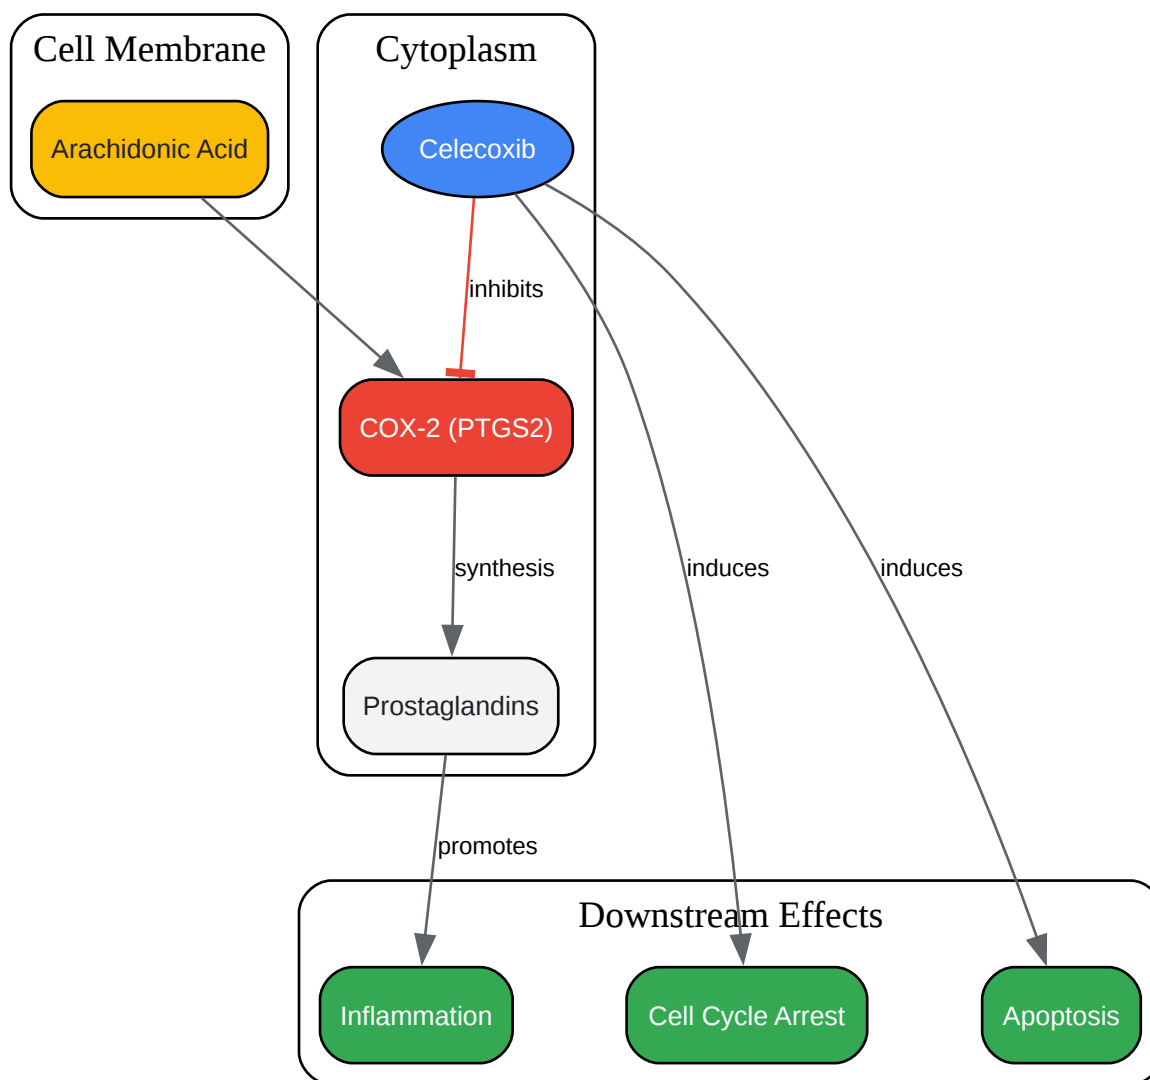 Cell Membrane
Cytoplasm
Arachidonic Acid
Celecoxib
inhibits
COX-2 (PTGS2)
synthesis
induces
induces
Prostaglandins
promotes
Downstream Effects
Inflammation
Cell Cycle Arrest
Apoptosis